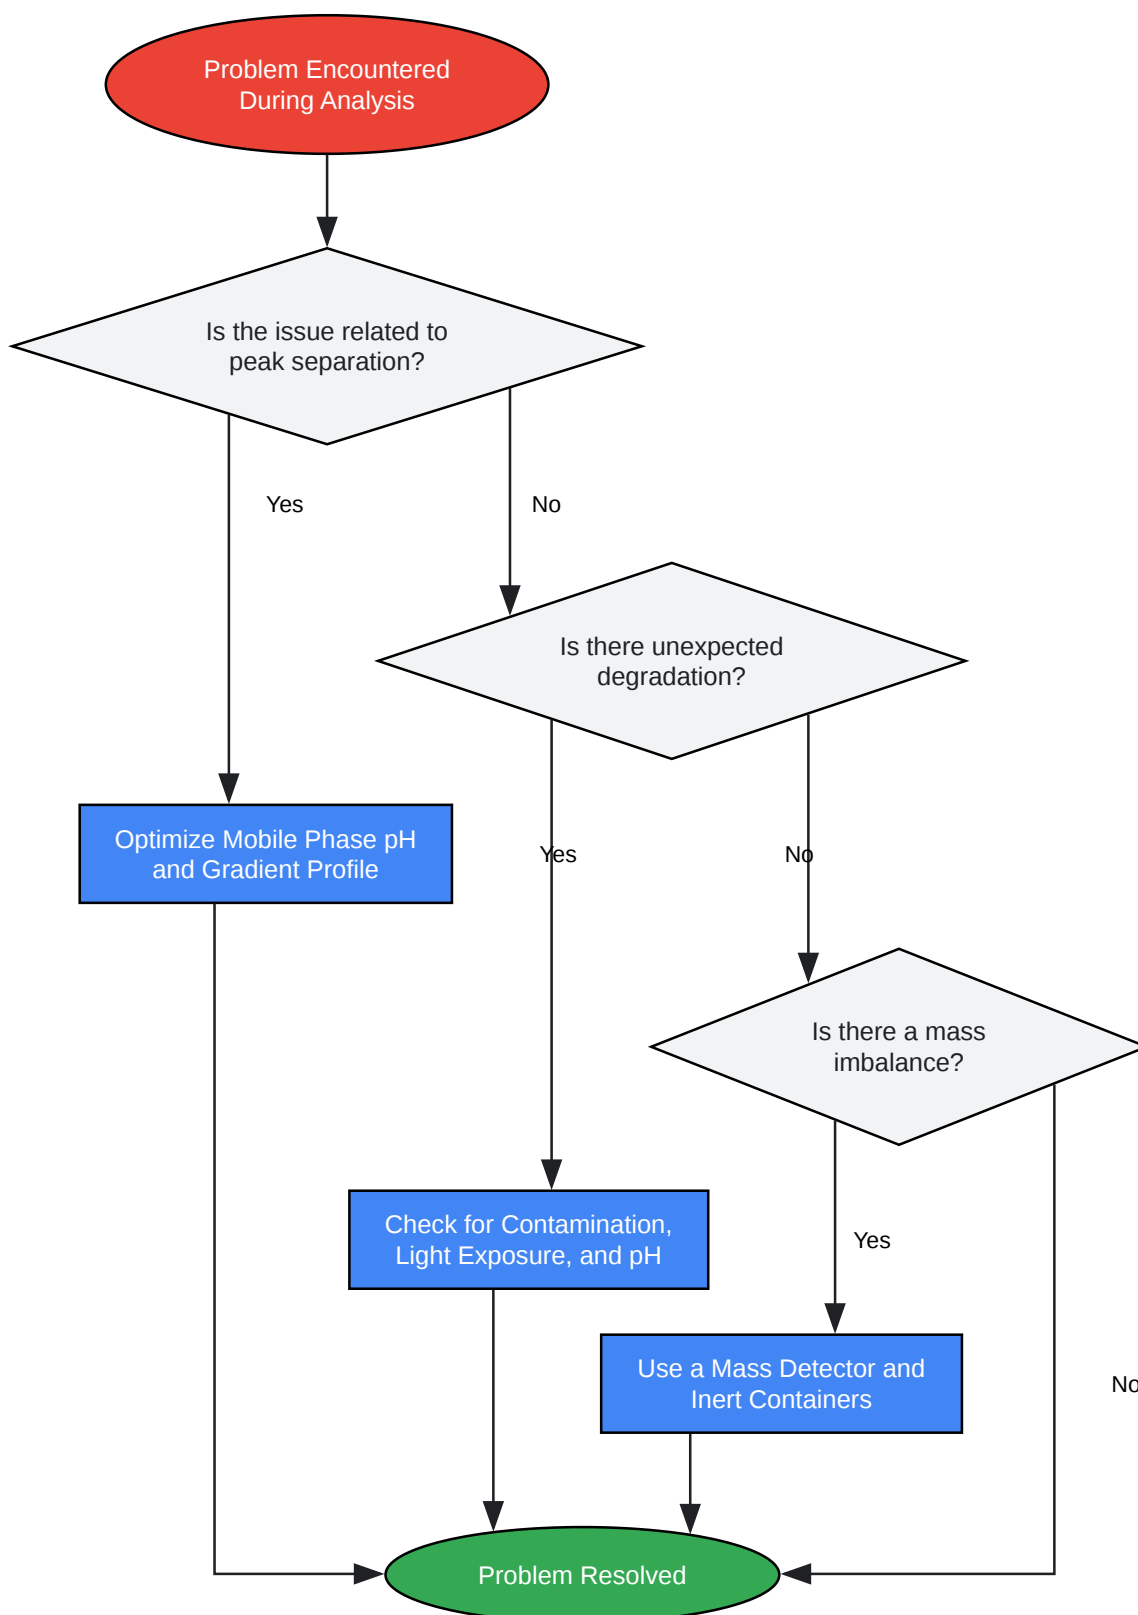 Problem Encountered
During Analysis
Is the issue related to
peak separation?
Yes
No
Is there unexpected
degradation?
Optimize Mobile Phase pH
and Gradient Profile
Yes
No
Is there a mass
imbalance?
Check for Contamination,
Light Exposure, and pH
Yes
Use a Mass Detector and
Inert Containers
No
Problem Resolved